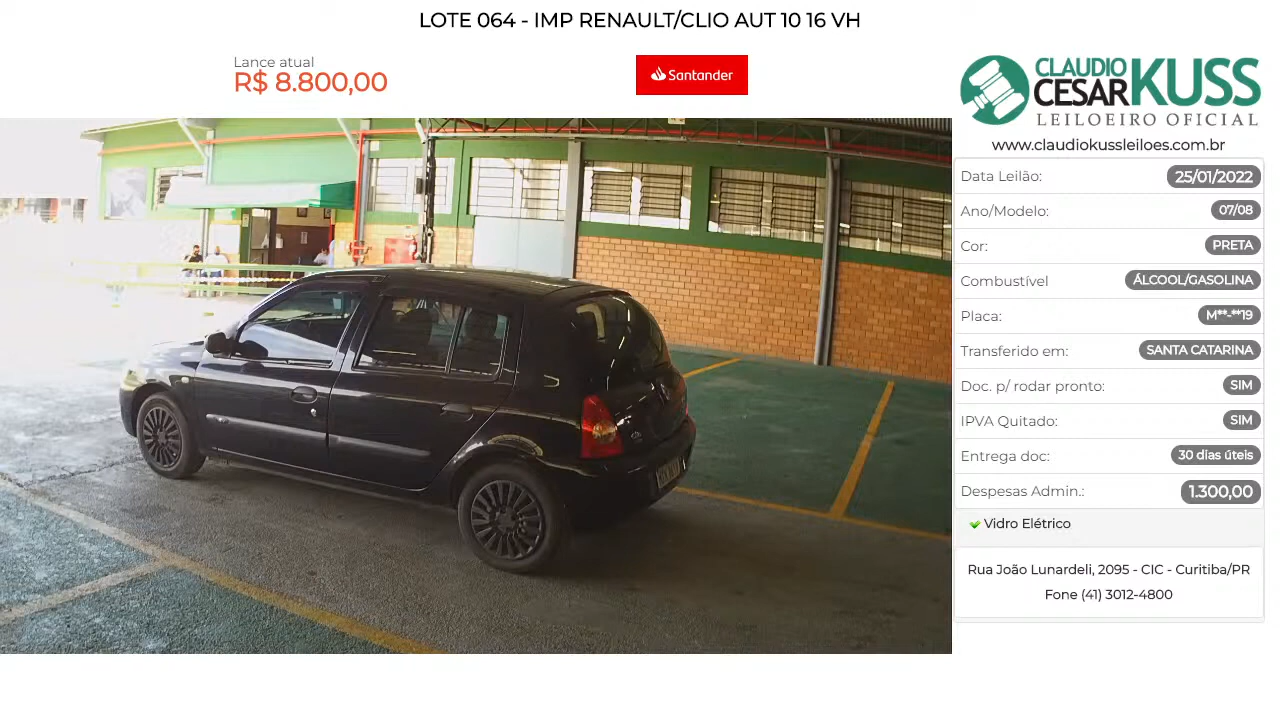 LOTE 064 - IMP RENAULT/CLIO AUT 10 16 VH
Lance atual
R$ 8.800,00
Santander
CLAUDIO
CESAR
KUSS
LEILOEIRO OFICIAL
www.claudiokussleiloes.com.br
Data Leilão: 25/01/2022
Ano/Modelo: 07/08
Cor: PRETA
Combustível ÁLCOOL/GASOLINA
Placa: M**-**19
Transferido em: SANTA CATARINA
Doc. p/ rodar pronto: SIM
IPVA Quitado: SIM
Entrega doc: 30 dias úteis
Despesas Admin.: 1.300,00
Vidro Elétrico
Rua João Lunardeli, 2095 - CIC - Curitiba/PR
Fone (41) 3012-4800